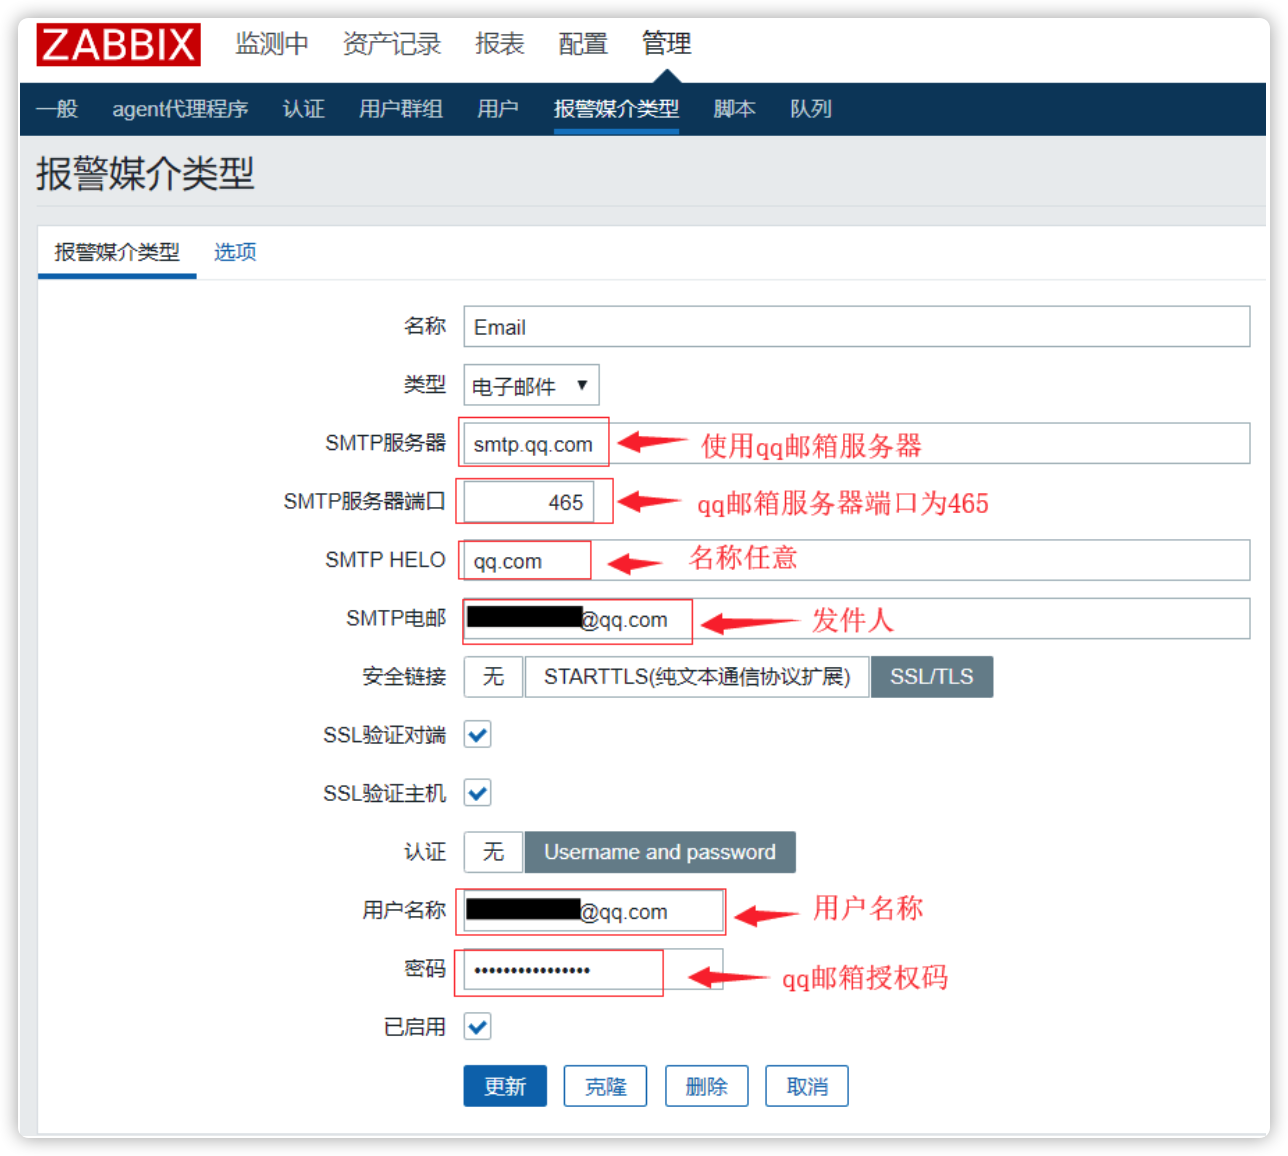 ZABBIX 监测中 资产记录 报表 配置 管理
一般 agent代理程序 认证 用户群组 用户 报警媒介类型 脚本 队列
报警媒介类型
报警媒介类型 选项
名称 Email
类型 电子邮件
SMTP服务器 smtp.qq.com 使用qq邮箱服务器
SMTP服务器端口 465 qq邮箱服务器端口为465
SMTP HELO qq.com 名称任意
SMTP电邮 @qq.com 发件人
安全链接 无 STARTTLS(纯文本通信协议扩展) SSL/TLS
SSL验证对端
SSL验证主机
认证 无 Username and password
用户名称 @qq.com 用户名称
密码 •••••••••••••••• qq邮箱授权码
已启用
更新 克隆 删除 取消